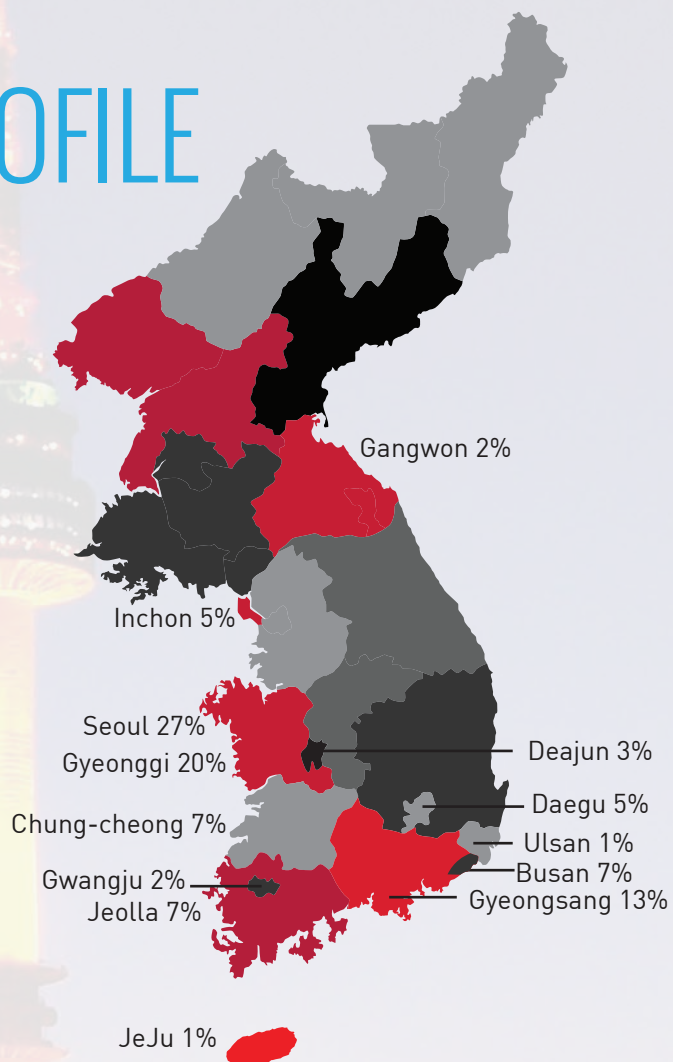 OFILE
Gangwon 2%
Inchon 5%
Seoul 27%
Gyeonggi 20%
Deajun 3%
Daegu 5%
Chung-cheong 7%
Ulsan 1%
Busan 7%
Gwangju 2%
Gyeongsang 13%
Jeolla 7%
JeJu 1%